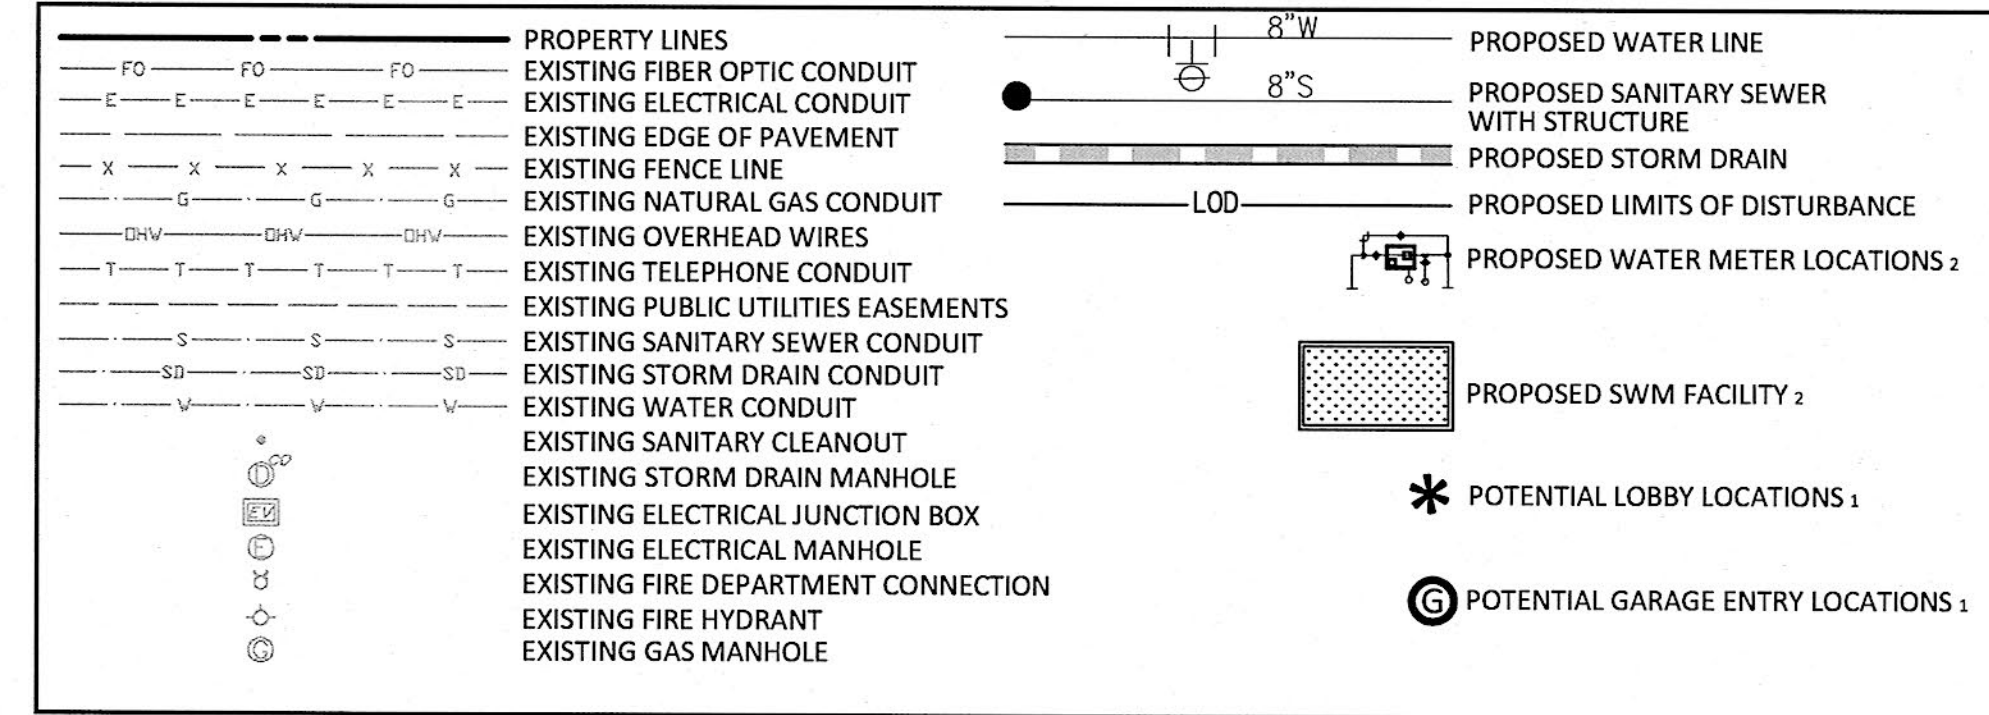 PROPERTY LINES
FO FO FO EXISTING FIBER OPTIC CONDUIT
E E E E E E EXISTING ELECTRICAL CONDUIT
EXISTING EDGE OF PAVEMENT
X X X X X EXISTING FENCE LINE
G G G EXISTING NATURAL GAS CONDUIT
OHW OHW OHW EXISTING OVERHEAD WIRES
T T T T T T EXISTING TELEPHONE CONDUIT
EXISTING PUBLIC UTILITIES EASEMENTS
S S S EXISTING SANITARY SEWER CONDUIT
SD SD SD EXISTING STORM DRAIN CONDUIT
W W W EXISTING WATER CONDUIT
EXISTING SANITARY CLEANOUT
CO
D EXISTING STORM DRAIN MANHOLE
EV EXISTING ELECTRICAL JUNCTION BOX
E EXISTING ELECTRICAL MANHOLE
EXISTING FIRE DEPARTMENT CONNECTION
EXISTING FIRE HYDRANT
G EXISTING GAS MANHOLE
8"W PROPOSED WATER LINE
8"S PROPOSED SANITARY SEWER
WITH STRUCTURE
PROPOSED STORM DRAIN
LOD PROPOSED LIMITS OF DISTURBANCE
PROPOSED WATER METER LOCATIONS 2
PROPOSED SWM FACILITY 2
* POTENTIAL LOBBY LOCATIONS 1
G POTENTIAL GARAGE ENTRY LOCATIONS 1